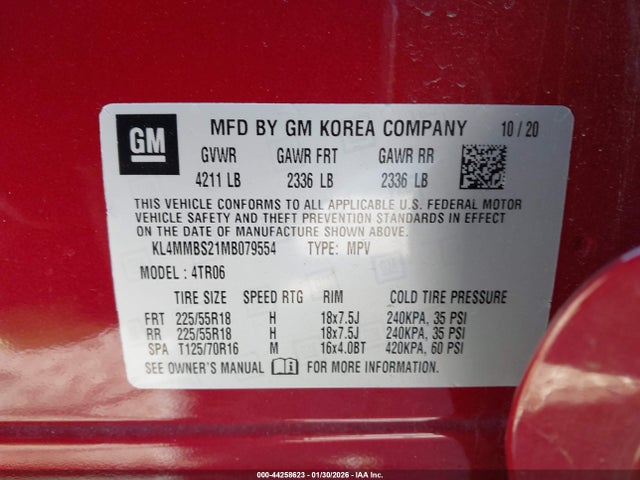 GM MFD BY GM KOREA COMPANY 10/20
GVWR GAWR FRT GAWR RR
4211 LB 2336 LB 2336 LB
THIS VEHICLE CONFORMS TO ALL APPLICABLE U.S. FEDERAL MOTOR
VEHICLE SAFETY AND THEFT PREVENTION STANDARDS IN EFFECT
ON THE DATE OF MANUFACTURE SHOWN ABOVE.
KL4MMBS21MB079554 TYPE: MPV
MODEL: 4TR06
TIRE SIZE SPEED RTG RIM COLD TIRE PRESSURE
FRT 225/55R18 H 18x7.5J 240KPA, 35 PSI
RR 225/55R18 H 18x7.5J 240KPA, 35 PSI
SPA T125/70R16 M 16x4.0BT 420KPA, 60 PSI
SEE OWNER'S MANUAL FOR MORE INFORMATION
000-44258623 01/30/2026 IAA Inc.